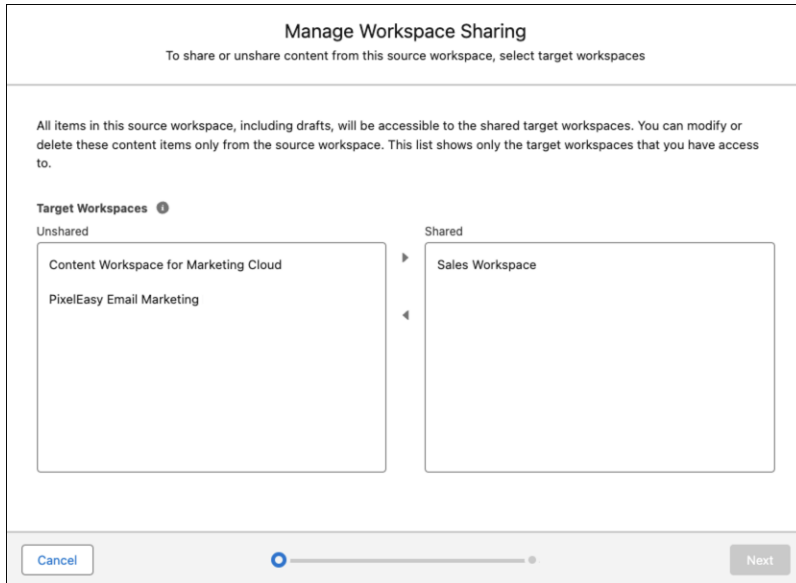 Manage Workspace Sharing
To share or unshare content from this source workspace, select target workspaces
All items in this source workspace, including drafts, will be accessible to the shared target workspaces. You can modify or
delete these content items only from the source workspace. This list shows only the target workspaces that you have access
to.
Target Workspaces
Unshared
Content Workspace for Marketing Cloud
PixelEasy Email Marketing
Shared
Sales Workspace
Cancel
Next